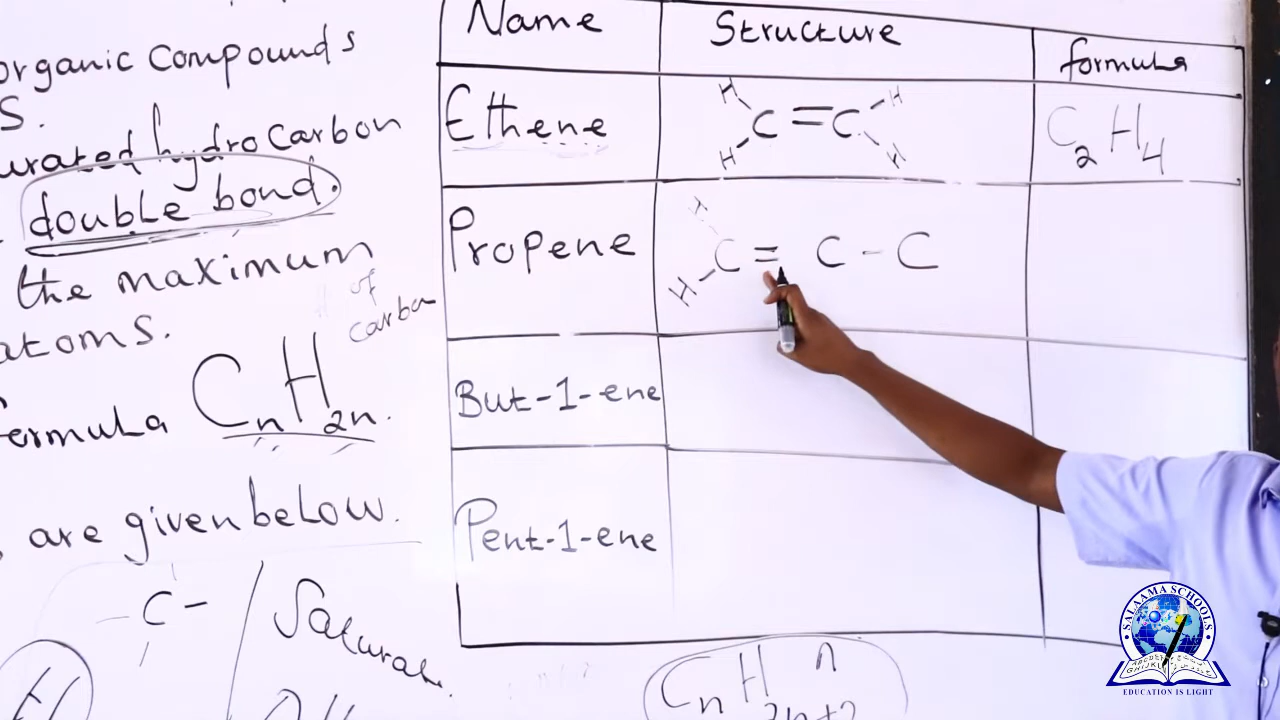 organic compounds
S.
urated hydrocarbon
double bond.
the maximum
of
carbon
atoms.
formula CnH2n.
are given below.
C
Saturat.
H
CnH2n+2
n
Name Structure formula
Ethene
H H
C = C
H H
C2H4
Propene
H
C = C - C
H
But-1-ene
Pent-1-ene
SALAAMA SCHOOLS
EDUCATION IS LIGHT